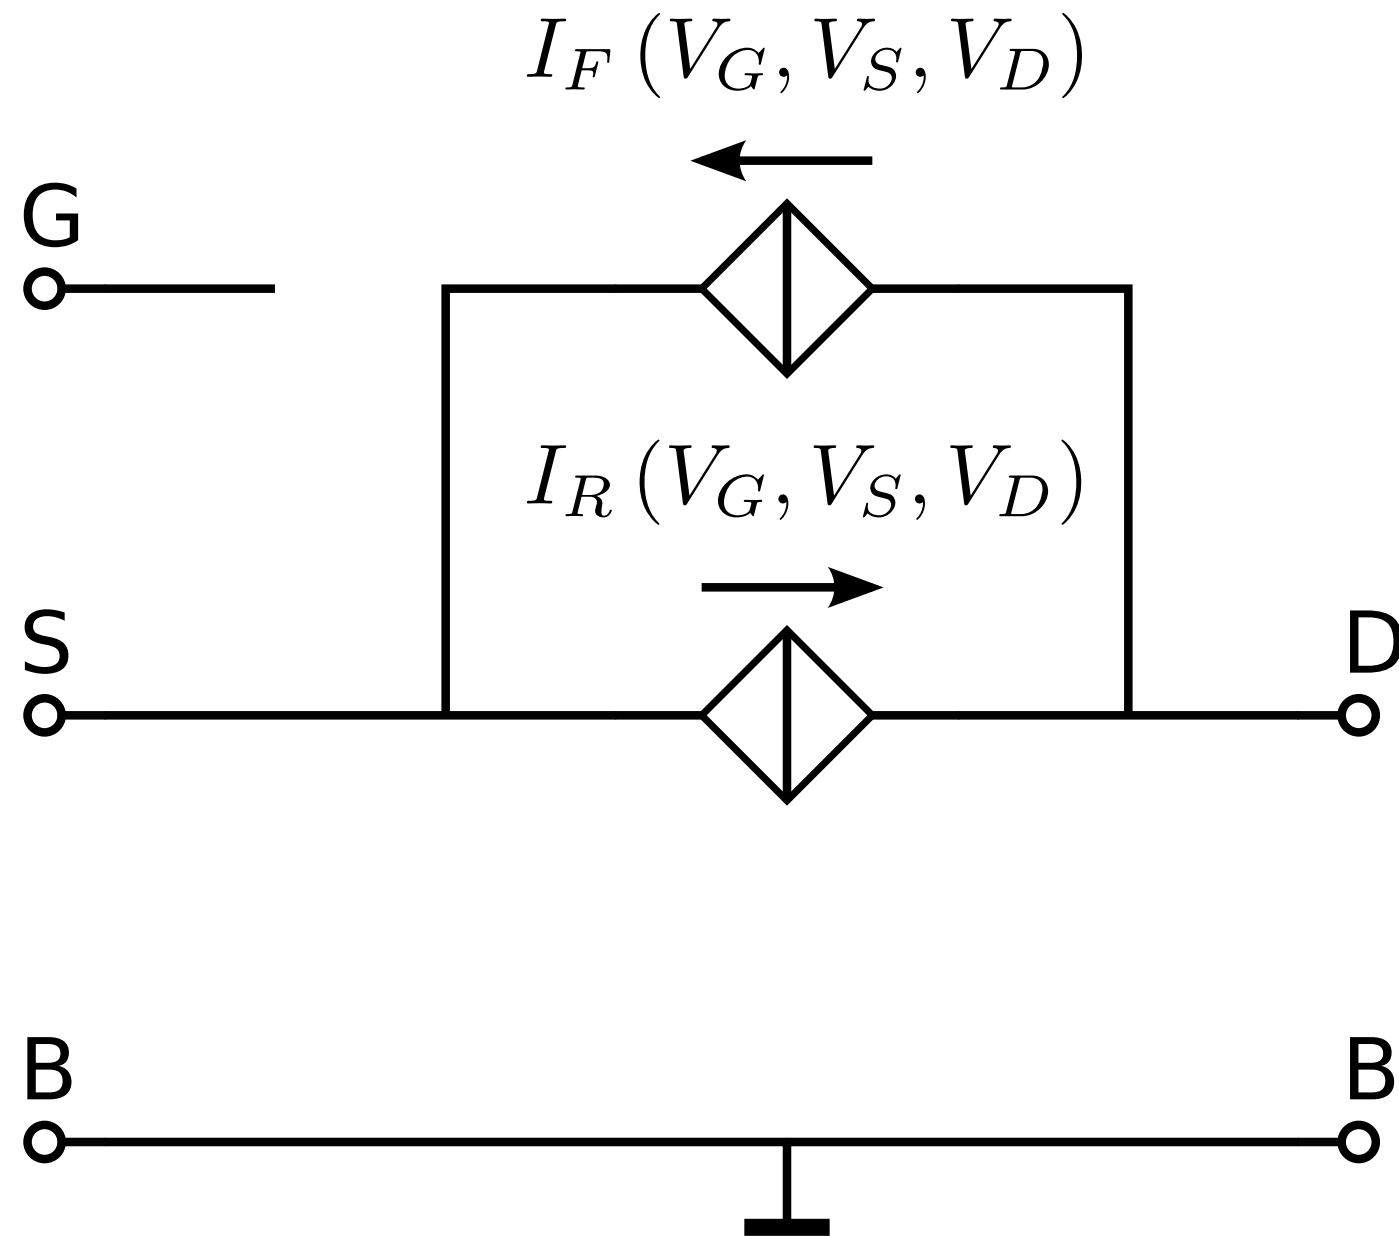 I_F (V_G, V_S, V_D)
G
I_R (V_G, V_S, V_D)
S
D
B
B